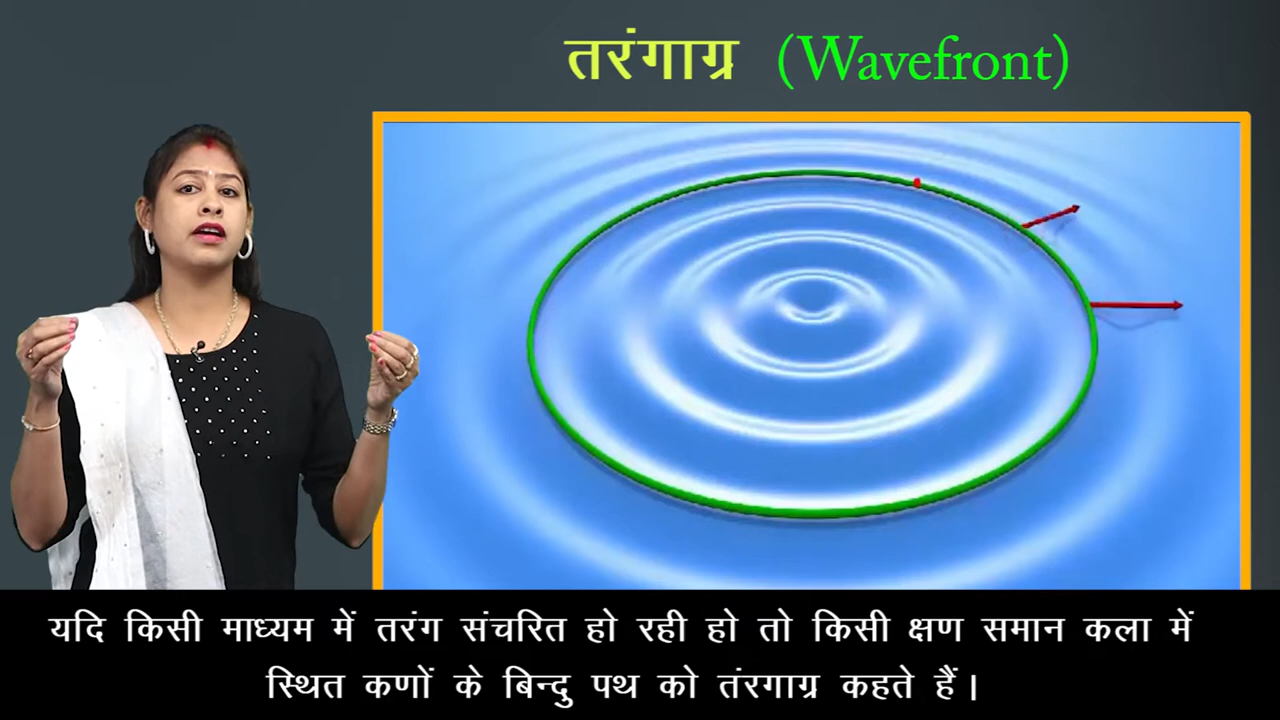 तरंगाग्र (Wavefront)
यदि किसी माध्यम में तरंग संचरित हो रही हो तो किसी क्षण समान कला में
स्थित कणों के बिन्दु पथ को तंरगाग्र कहते हैं।